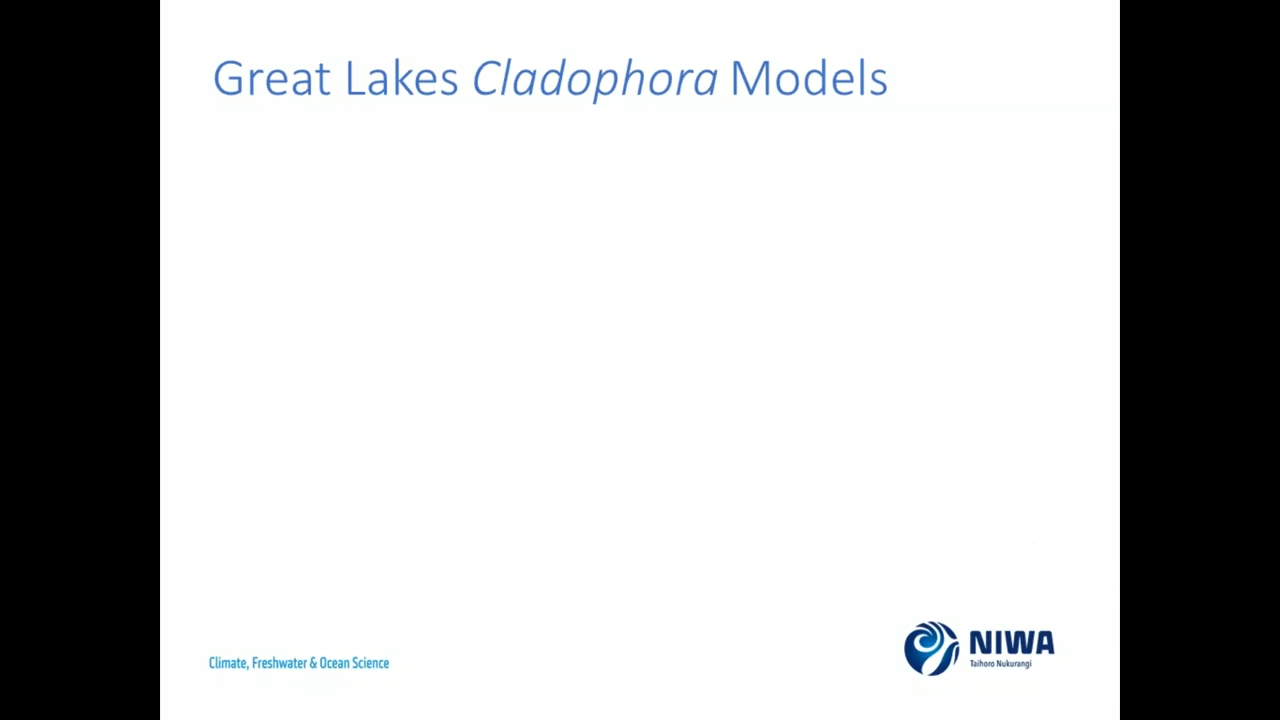 Great Lakes Cladophora Models
Climate, Freshwater & Ocean Science
NIWA
Taihoro Nukurangi